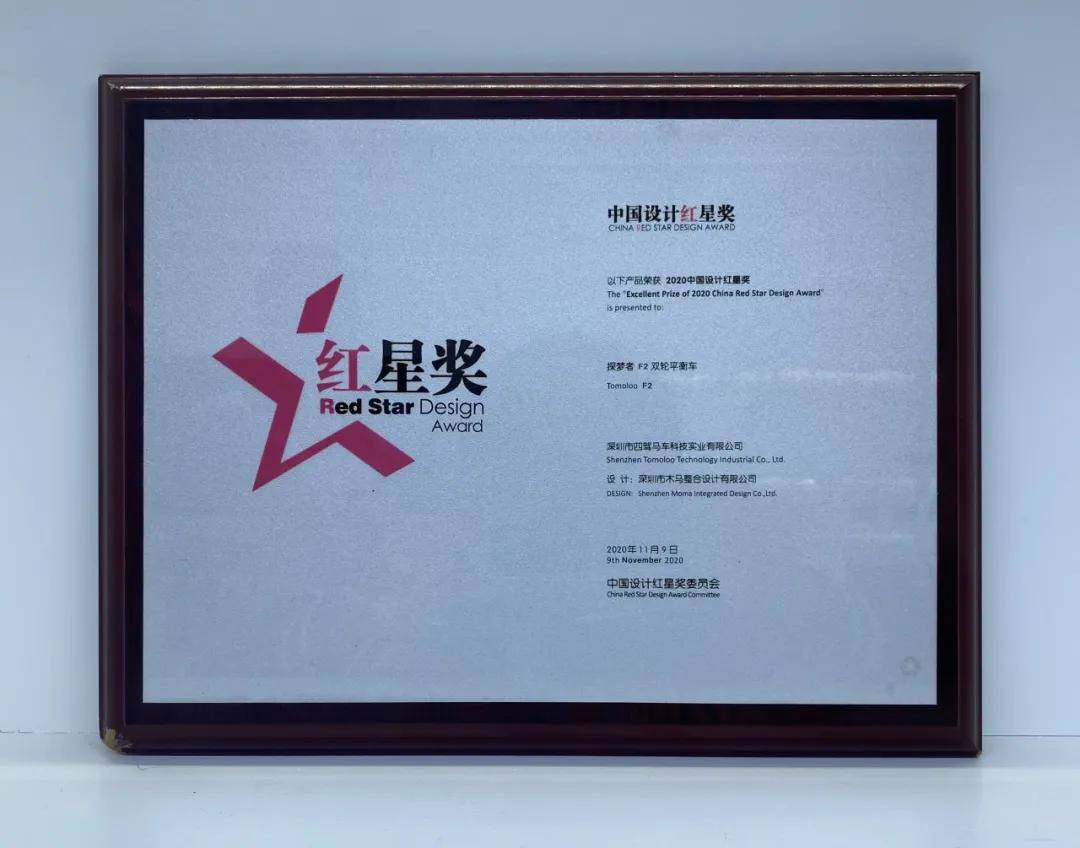 红星奖
Red Star Design
Award
中国设计红星奖
CHINA RED STAR DESIGN AWARD
以下产品荣获 2020中国设计红星奖
The "Excellent Prize of 2020 China Red Star Design Award"
is presented to:
探梦者 F2 双轮平衡车
Tomoloo F2
深圳市四驾马车科技实业有限公司
Shenzhen Tomoloo Technology Industrial Co., Ltd.
设 计：深圳市木马整合设计有限公司
DESIGN: Shenzhen Moma Integrated Design Co.,Ltd.
2020年11月9日
9th November 2020
中国设计红星奖委员会
China Red Star Design Award Committee